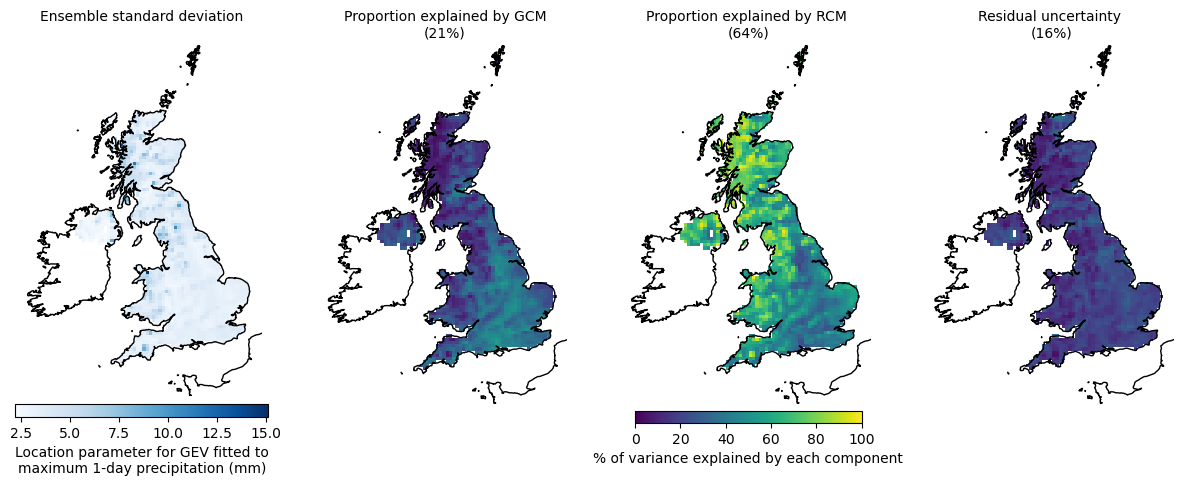 Ensemble standard deviation
Proportion explained by GCM
(21%)
Proportion explained by RCM
(64%)
Residual uncertainty
(16%)
2.5 5.0 7.5 10.0 12.5 15.0
Location parameter for GEV fitted to
maximum 1-day precipitation (mm)
0 20 40 60 80 100
% of variance explained by each component